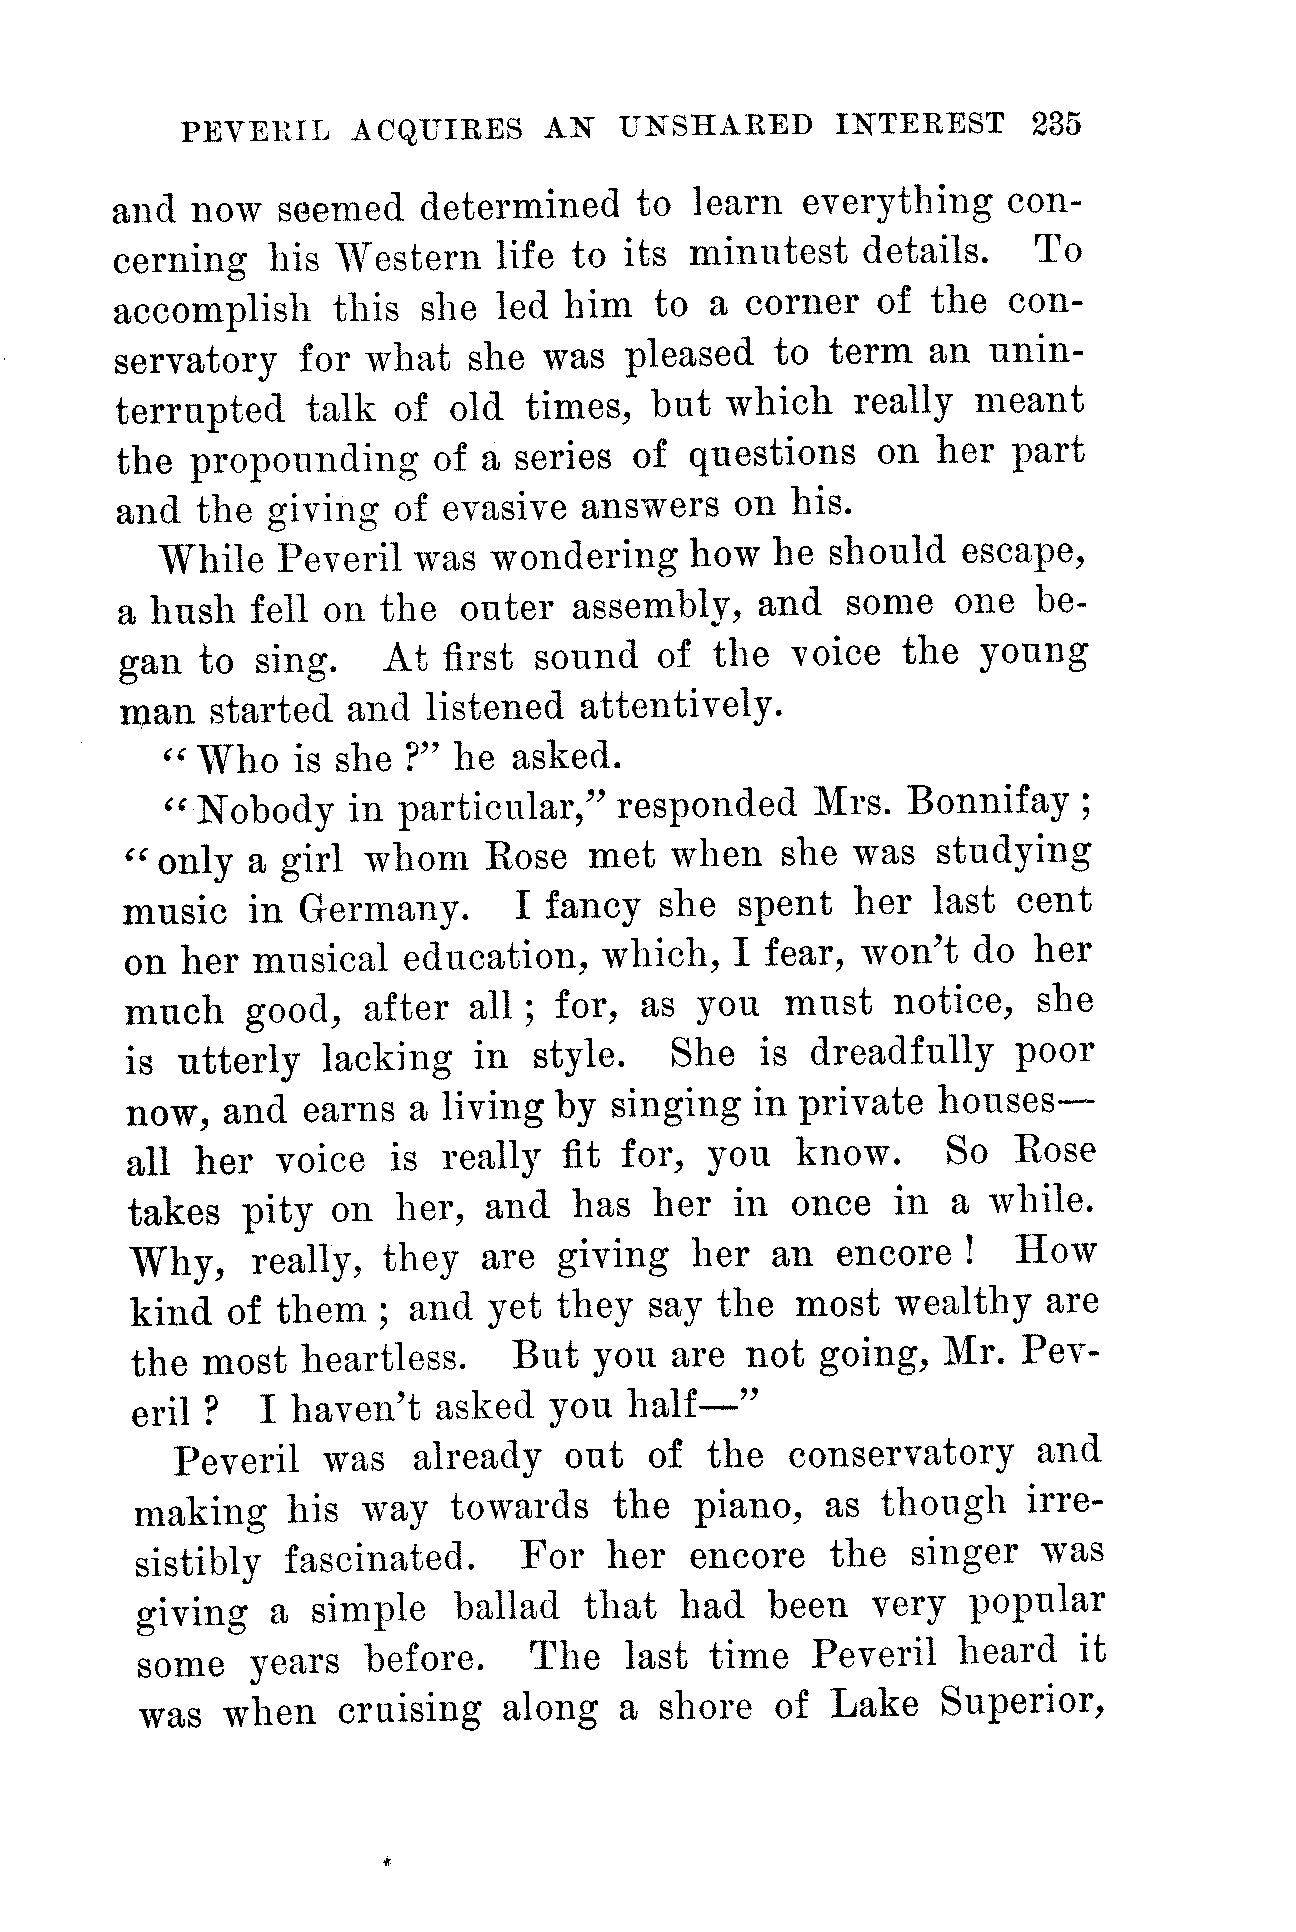 PEVERIL ACQUIRES AN UNSHARED INTEREST 235
and now seemed determined to learn everything con-
cerning his Western life to its minutest details. To
accomplish this she led him to a corner of the con-
servatory for what she was pleased to term an unin-
terrupted talk of old times, but which really meant
the propounding of a series of questions on her part
and the giving of evasive answers on his.
While Peveril was wondering how he should escape,
a hush fell on the outer assembly, and some one be-
gan to sing. At first sound of the voice the young
man started and listened attentively.
“Who is she?” he asked.
“Nobody in particular,” responded Mrs. Bonnifay;
“only a girl whom Rose met when she was studying
music in Germany. I fancy she spent her last cent
on her musical education, which, I fear, won’t do her
much good, after all; for, as you must notice, she
is utterly lacking in style. She is dreadfully poor
now, and earns a living by singing in private houses—
all her voice is really fit for, you know. So Rose
takes pity on her, and has her in once in a while.
Why, really, they are giving her an encore! How
kind of them; and yet they say the most wealthy are
the most heartless. But you are not going, Mr. Pev-
eril? I haven’t asked you half—”
Peveril was already out of the conservatory and
making his way towards the piano, as though irre-
sistibly fascinated. For her encore the singer was
giving a simple ballad that had been very popular
some years before. The last time Peveril heard it
was when cruising along a shore of Lake Superior,